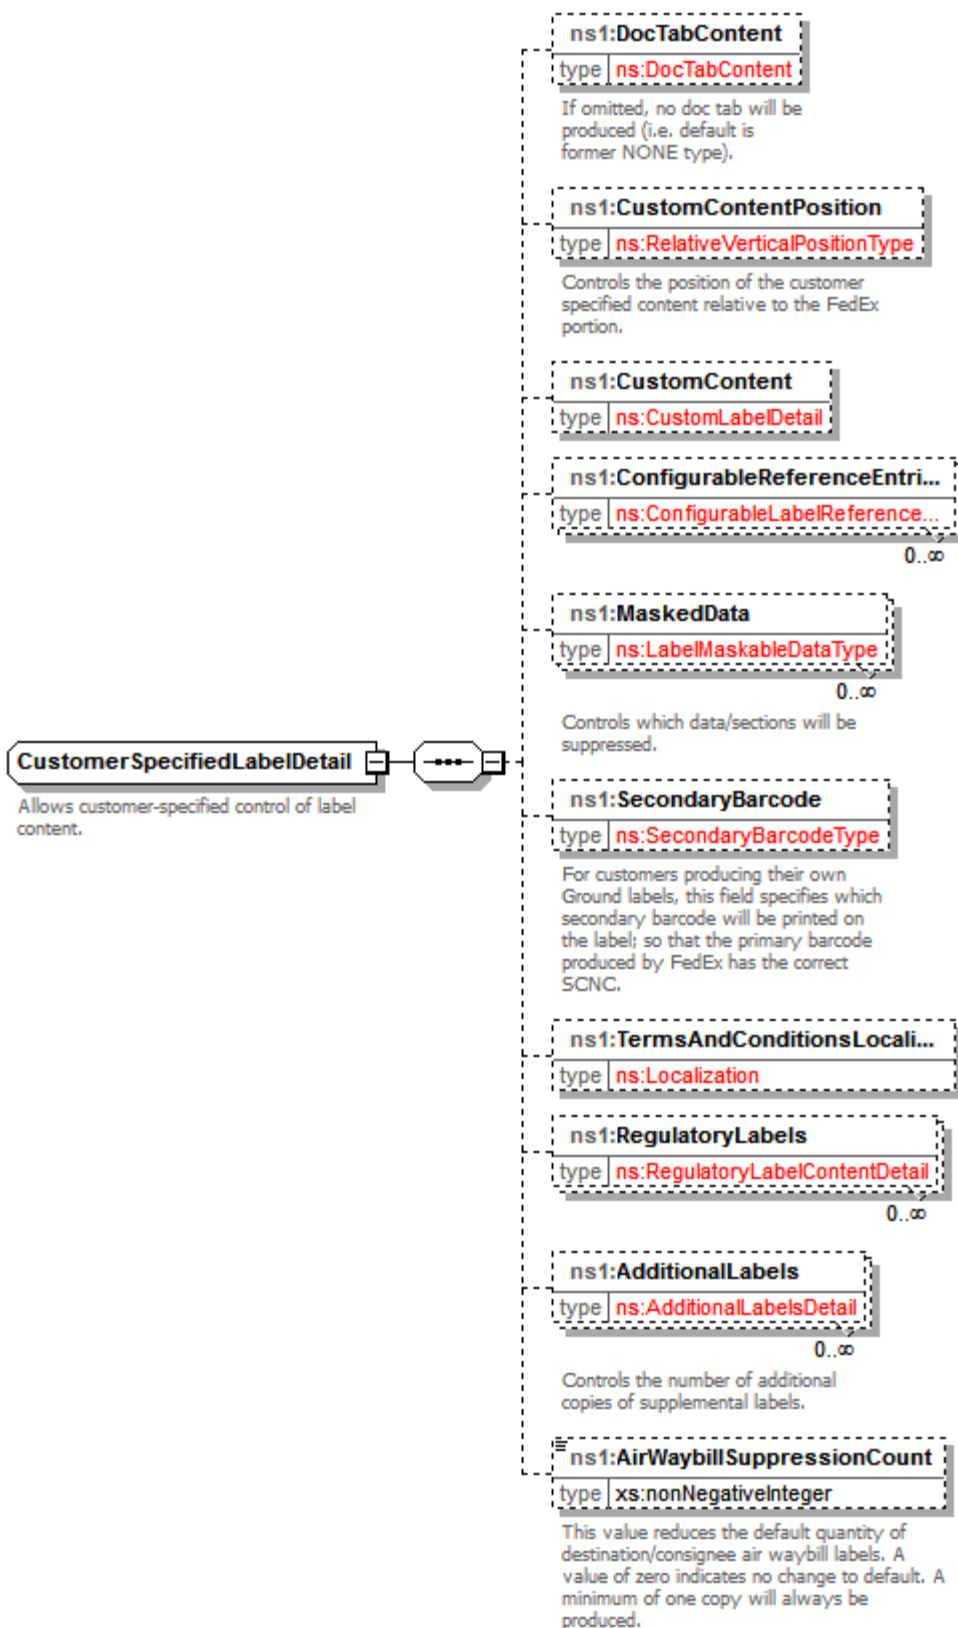 ns1:DocTabContent
type ns:DocTabContent
If omitted, no doc tab will be
produced (i.e. default is
former NONE type).
ns1:CustomContentPosition
type ns:RelativeVerticalPositionType
Controls the position of the customer
specified content relative to the FedEx
portion.
ns1:CustomContent
type ns:CustomLabelDetail
ns1:ConfigurableReferenceEntri...
type ns:ConfigurableLabelReference...
0..∞
ns1:MaskedData
type ns:LabelMaskableDataType
0..∞
Controls which data/sections will be
suppressed.
CustomerSpecifiedLabelDetail
Allows customer-specified control of label
content.
ns1:SecondaryBarcode
type ns:SecondaryBarcodeType
For customers producing their own
Ground labels, this field specifies which
secondary barcode will be printed on
the label; so that the primary barcode
produced by FedEx has the correct
SCNC.
ns1:TermsAndConditionsLocali...
type ns:Localization
ns1:RegulatoryLabels
type ns:RegulatoryLabelContentDetail
0..∞
ns1:AdditionalLabels
type ns:AdditionalLabelsDetail
0..∞
Controls the number of additional
copies of supplemental labels.
ns1:AirWaybillSuppressionCount
type xs:nonNegativeInteger
This value reduces the default quantity of
destination/consignee air waybill labels. A
value of zero indicates no change to default. A
minimum of one copy will always be
produced.